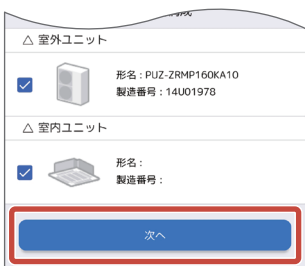 △ 室外ユニット
形名 : PUZ-ZRMP160KA10
製造番号 : 14U01978
△ 室内ユニット
形名 :
製造番号 :
次へ